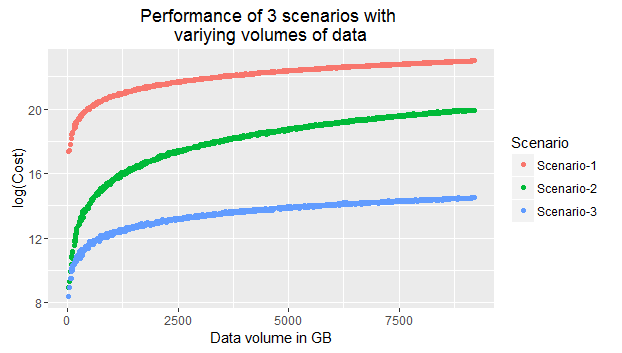 Performance of 3 scenarios with
variying volumes of data
log(Cost)
20
16
12
8
0
2500
5000
7500
Data volume in GB
Scenario
Scenario-1
Scenario-2
Scenario-3